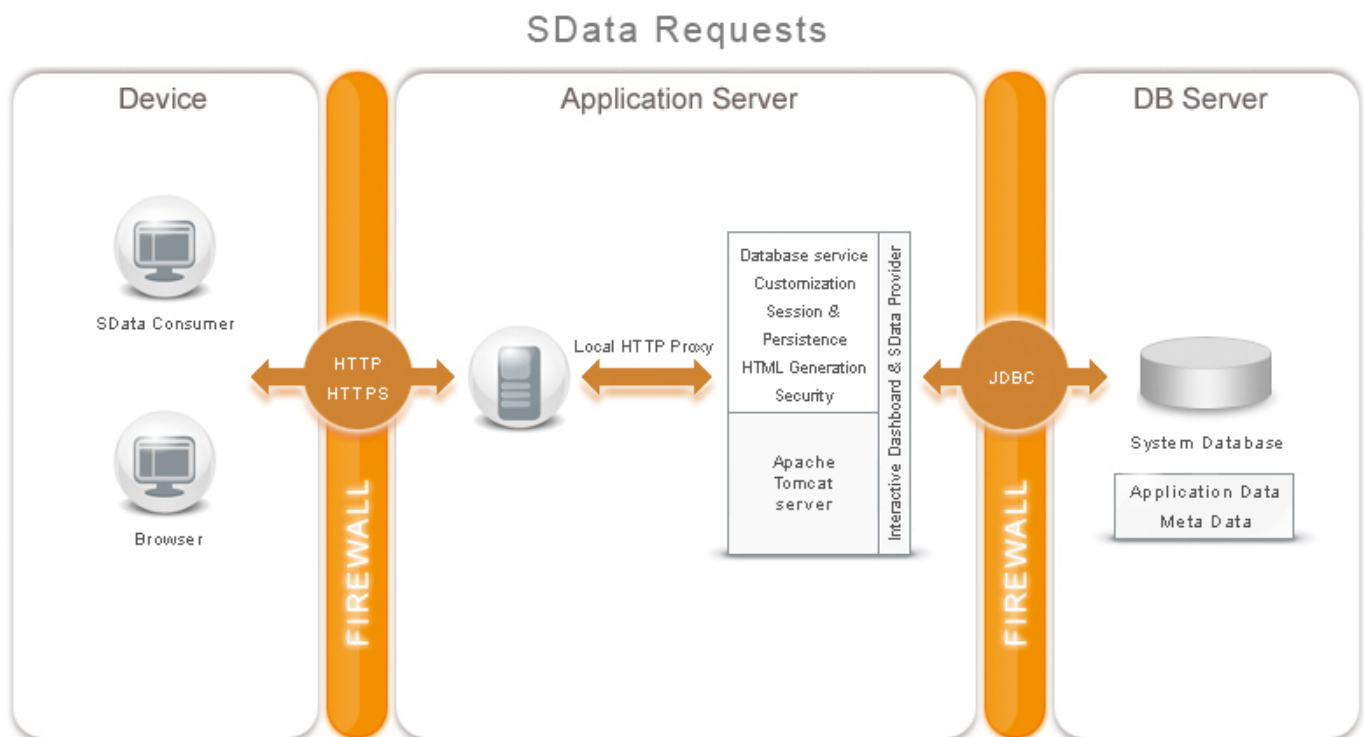 SData Requests
Device
Application Server
DB Server
SData Consumer
Browser
HTTP
HTTPS
FIREWALL
Local HTTP Proxy
Database service
Customization
Session &
Persistence
HTML Generation
Security
Apache
Tomcat
server
Interactive Dashboard & SData Provider
JDBC
FIREWALL
System Database
Application Data
Meta Data